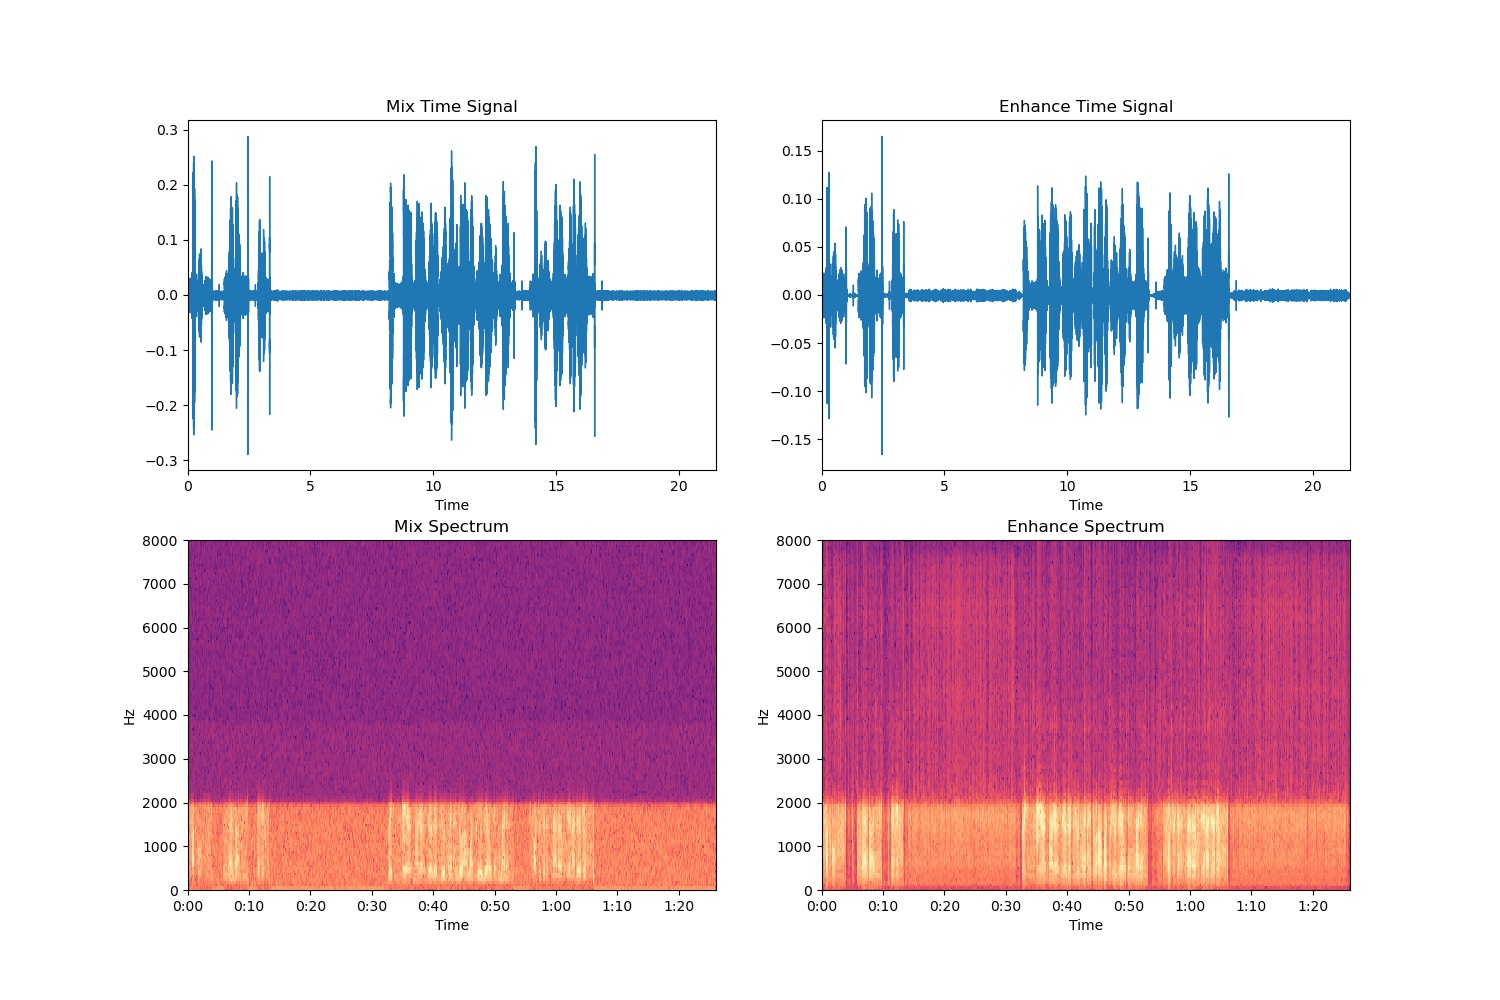 Mix Time Signal
0.3
0.2
0.1
0.0
−0.1
−0.2
−0.3
0 5 10 15 20
Time
Enhance Time Signal
0.15
0.10
0.05
0.00
−0.05
−0.10
−0.15
0 5 10 15 20
Time
Mix Spectrum
8000
7000
6000
5000
4000
3000
2000
1000
0
Hz
0:00 0:10 0:20 0:30 0:40 0:50 1:00 1:10 1:20
Time
Enhance Spectrum
8000
7000
6000
5000
4000
3000
2000
1000
0
Hz
0:00 0:10 0:20 0:30 0:40 0:50 1:00 1:10 1:20
Time